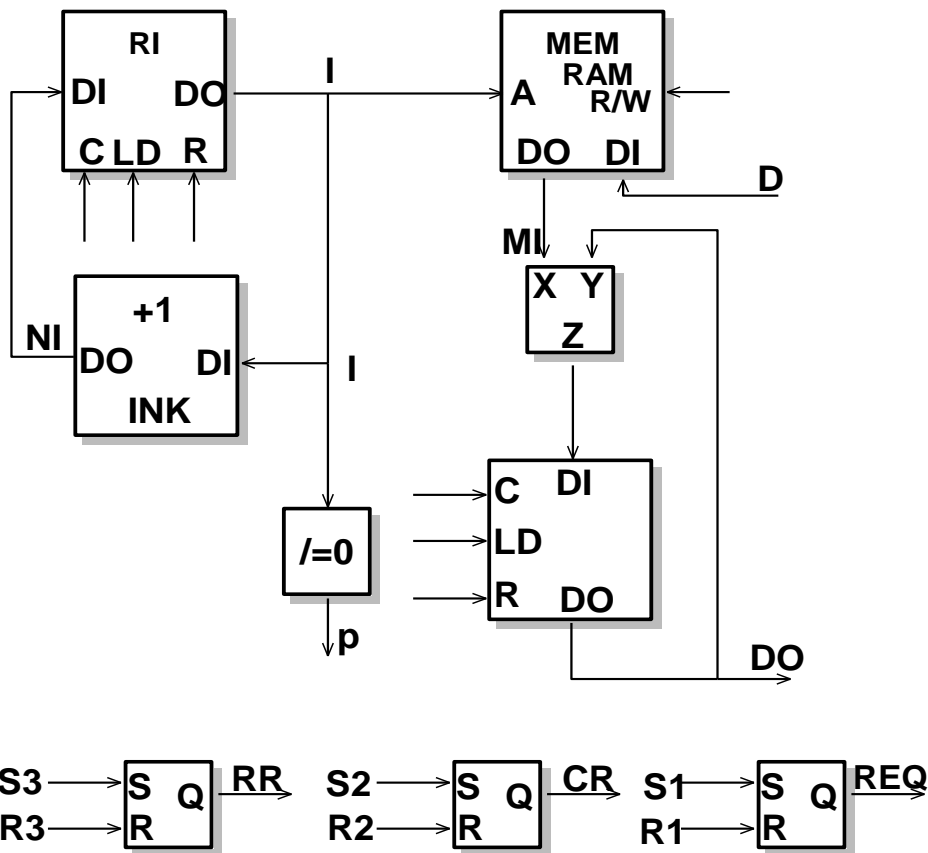 RI
DI DO
C LD R
I
MEM
RAM
A R/W
DO DI
D
MI
X Y
Z
+1
NI
DO DI
INK
I
/=0
p
DI
C
LD
R
DO
DO
S3 S Q RR
R3 R
S2 S Q CR
R2 R
S1 S Q REQ
R1 R